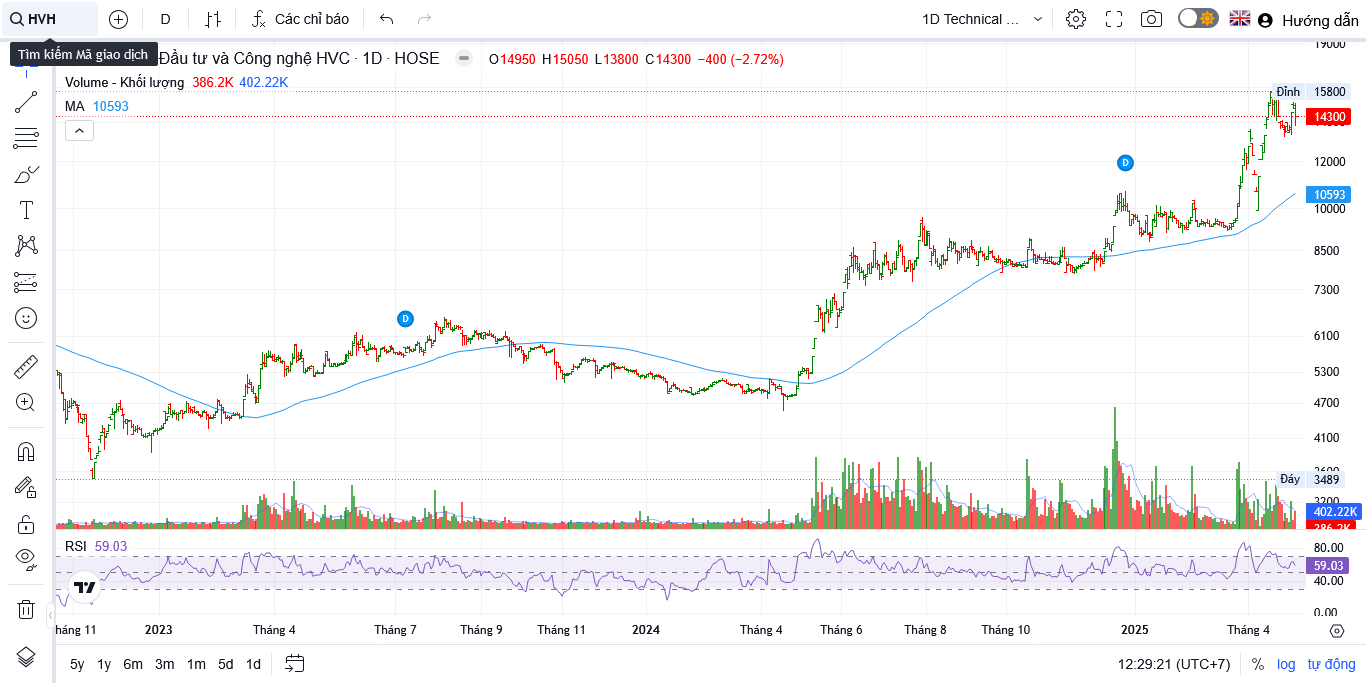 HVH
D
Các chỉ báo
1D Technical ...
Hướng dẫn
Tìm kiếm Mã giao dịch
Đầu tư và Công nghệ HVC · 1D · HOSE
O14950 H15050 L13800 C14300 −400 (−2.72%)
Volume - Khối lượng 386.2K 402.22K
MA 10593
19000
Đỉnh 15800
14300
12000
D
10593
10000
8500
7300
D
6100
5300
4700
4100
Đáy 3489
3200
402.22K
386.2K
RSI 59.03
80.00
59.03
40.00
0.00
háng 11 2023 Tháng 4 Tháng 7 Tháng 9 Tháng 11 2024 Tháng 4 Tháng 6 Tháng 8 Tháng 10 2025 Tháng 4
5y 1y 6m 3m 1m 5d 1d
12:29:21 (UTC+7) % log tự động